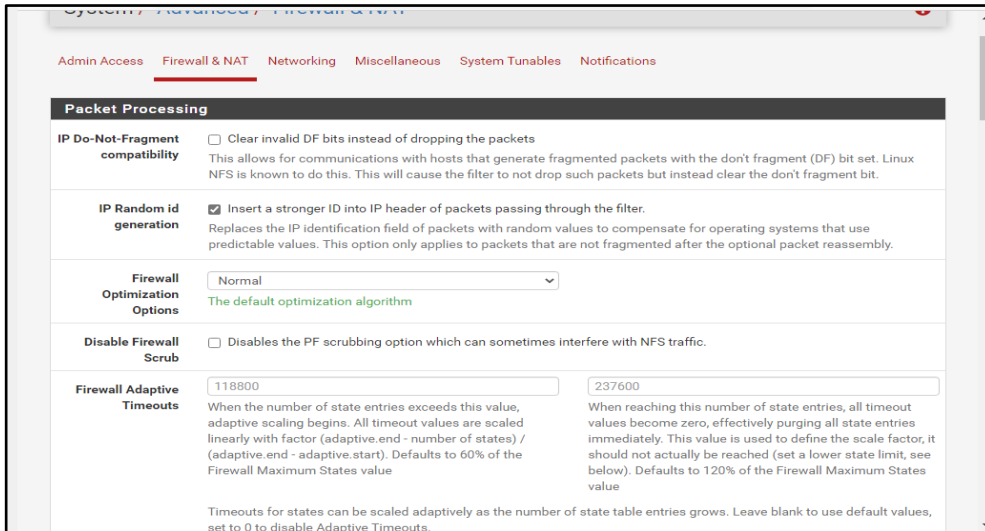 System / Advanced / Firewall & NAT
Admin Access Firewall & NAT Networking Miscellaneous System Tunables Notifications
Packet Processing
IP Do-Not-Fragment compatibility
Clear invalid DF bits instead of dropping the packets
This allows for communications with hosts that generate fragmented packets with the don't fragment (DF) bit set. Linux
NFS is known to do this. This will cause the filter to not drop such packets but instead clear the don't fragment bit.
IP Random id
generation
Insert a stronger ID into IP header of packets passing through the filter.
Replaces the IP identification field of packets with random values to compensate for operating systems that use
predictable values. This option only applies to packets that are not fragmented after the optional packet reassembly.
Firewall
Optimization
Options
Normal
The default optimization algorithm
Disable Firewall
Scrub
Disables the PF scrubbing option which can sometimes interfere with NFS traffic.
Firewall Adaptive
Timeouts
118800
When the number of state entries exceeds this value,
adaptive scaling begins. All timeout values are scaled
linearly with factor (adaptive.end - number of states) /
(adaptive.end - adaptive.start). Defaults to 60% of the
Firewall Maximum States value
237600
When reaching this number of state entries, all timeout
values become zero, effectively purging all state entries
immediately. This value is used to define the scale factor, it
should not actually be reached (set a lower state limit, see
below). Defaults to 120% of the Firewall Maximum States
value
Timeouts for states can be scaled adaptively as the number of state table entries grows. Leave blank to use default values,
set to 0 to disable Adaptive Timeouts.